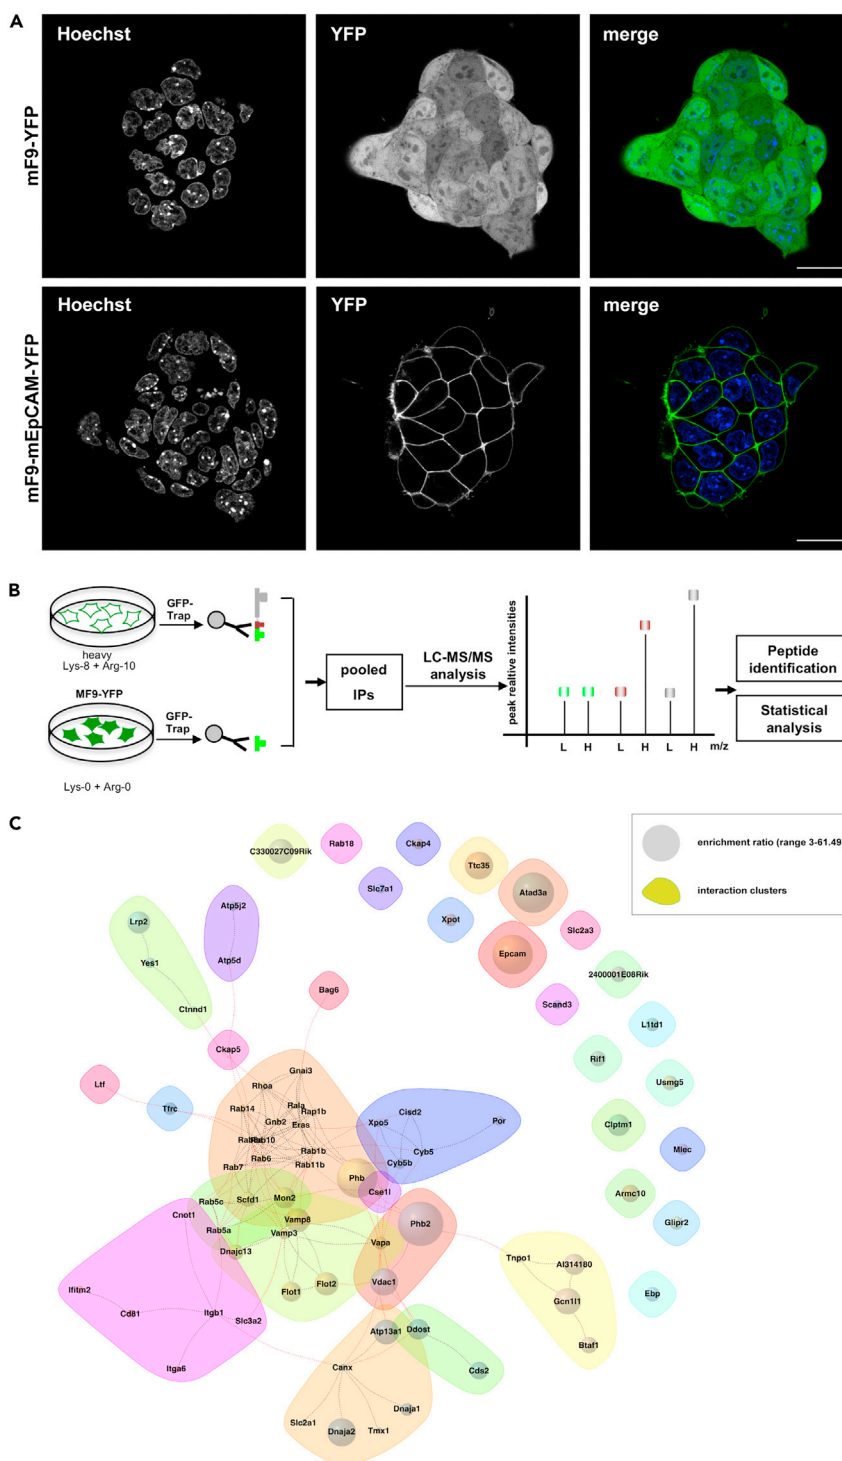 A
Hoechst
YFP
merge
mF9-YFP
Hoechst
YFP
merge
mF9-mEpCAM-YFP
B
GFP-
Trap
heavy
Lys-8 + Arg-10
MF9-YFP
GFP-
Trap
Lys-0 + Arg-0
pooled
IPs
LC-MS/MS
analysis
peak realtive intensities
L H L H L H m/z
Peptide
identification
Statistical
analysis
C
enrichment ratio (range 3-61.49
interaction clusters
C330027C09Rik
Rab18
Ckap4
Slc7a1
Ttc35
Atad3a
Xpot
Epcam
Slc2a3
2400001E08Rik
Scand3
L1td1
Rif1
Usmg5
Clptm1
Mlec
Armc10
Glipr2
Ebp
Lrp2
Yes1
Ctnnd1
Atp5j2
Atp5d
Bag6
Ckap5
Ltf
Tfrc
Gnai3
Rhoa
Rala
Rab14
Rap1b
Gnb2
Eras
Rab10
Rab6
Rab1b
Rab7
Rab11b
Phb
Xpo5
Cisd2
Por
Cyb5
Cyb5b
Cse1l
Rab5c
Scfd1
Mon2
Cnot1
Rab5a
Vamp8
Vamp3
Dnajc13
Vapa
Phb2
Flot1
Flot2
Vdac1
Tnpo1
AI314180
Gcn1l1
Btaf1
Ifitm2
Cd81
Itgb1
Slc3a2
Itga6
Atp13a1
Ddost
Canx
Cds2
Slc2a1
Dnaja1
Dnaja2
Tmx1